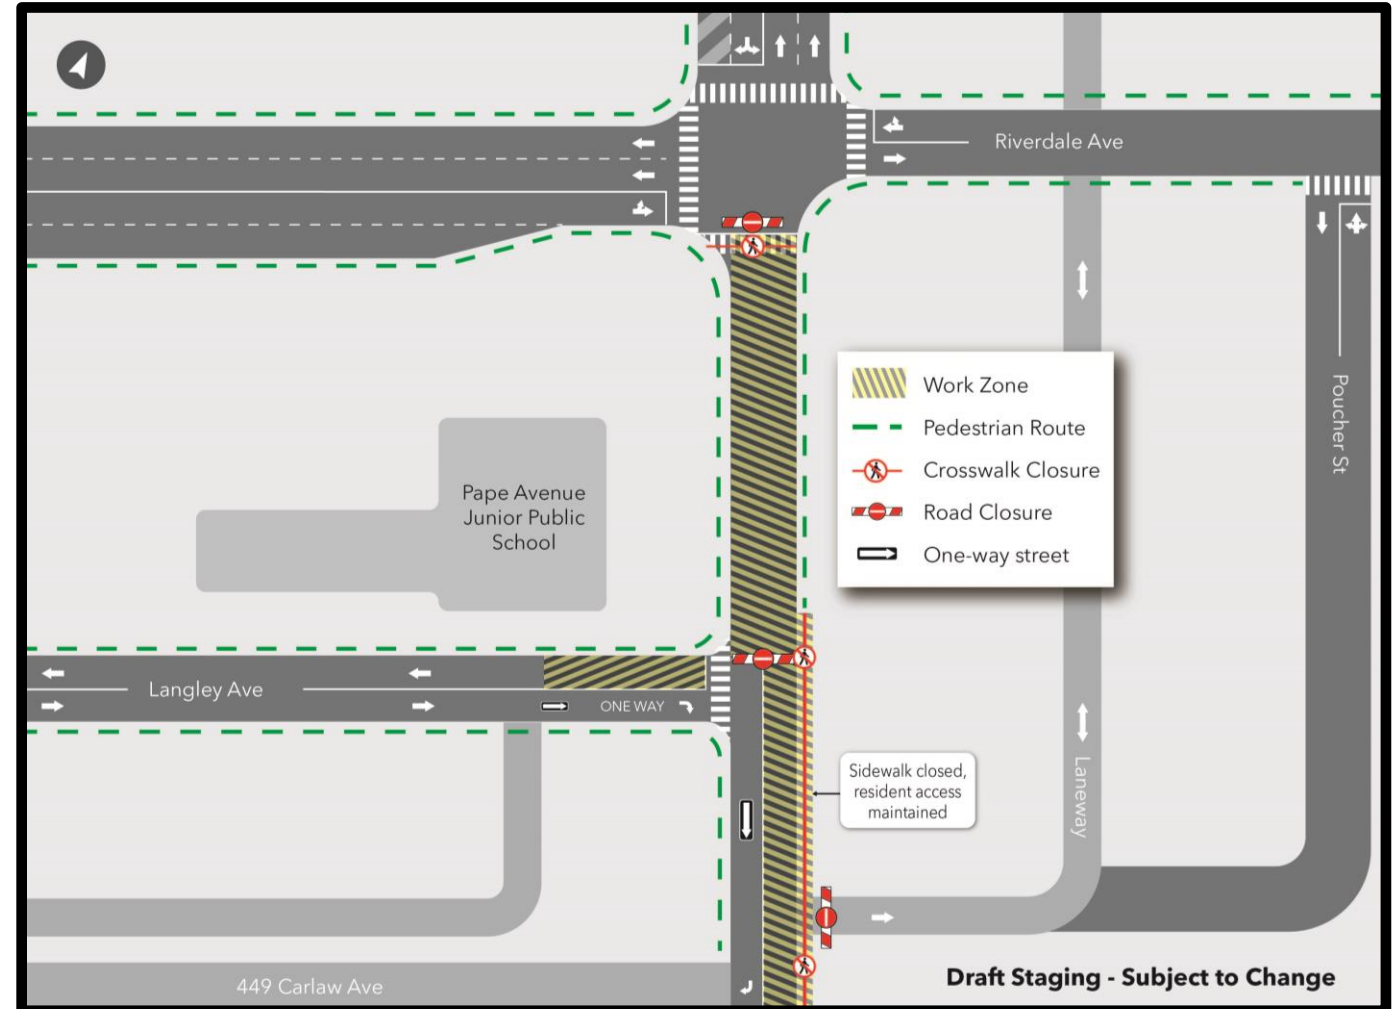 Riverdale Ave
Work Zone
Pedestrian Route
Crosswalk Closure
Road Closure
One-way street
Poucher St
Pape Avenue
Junior Public
School
Langley Ave
ONE WAY
Sidewalk closed,
resident access
maintained
Laneway
449 Carlaw Ave
Draft Staging - Subject to Change